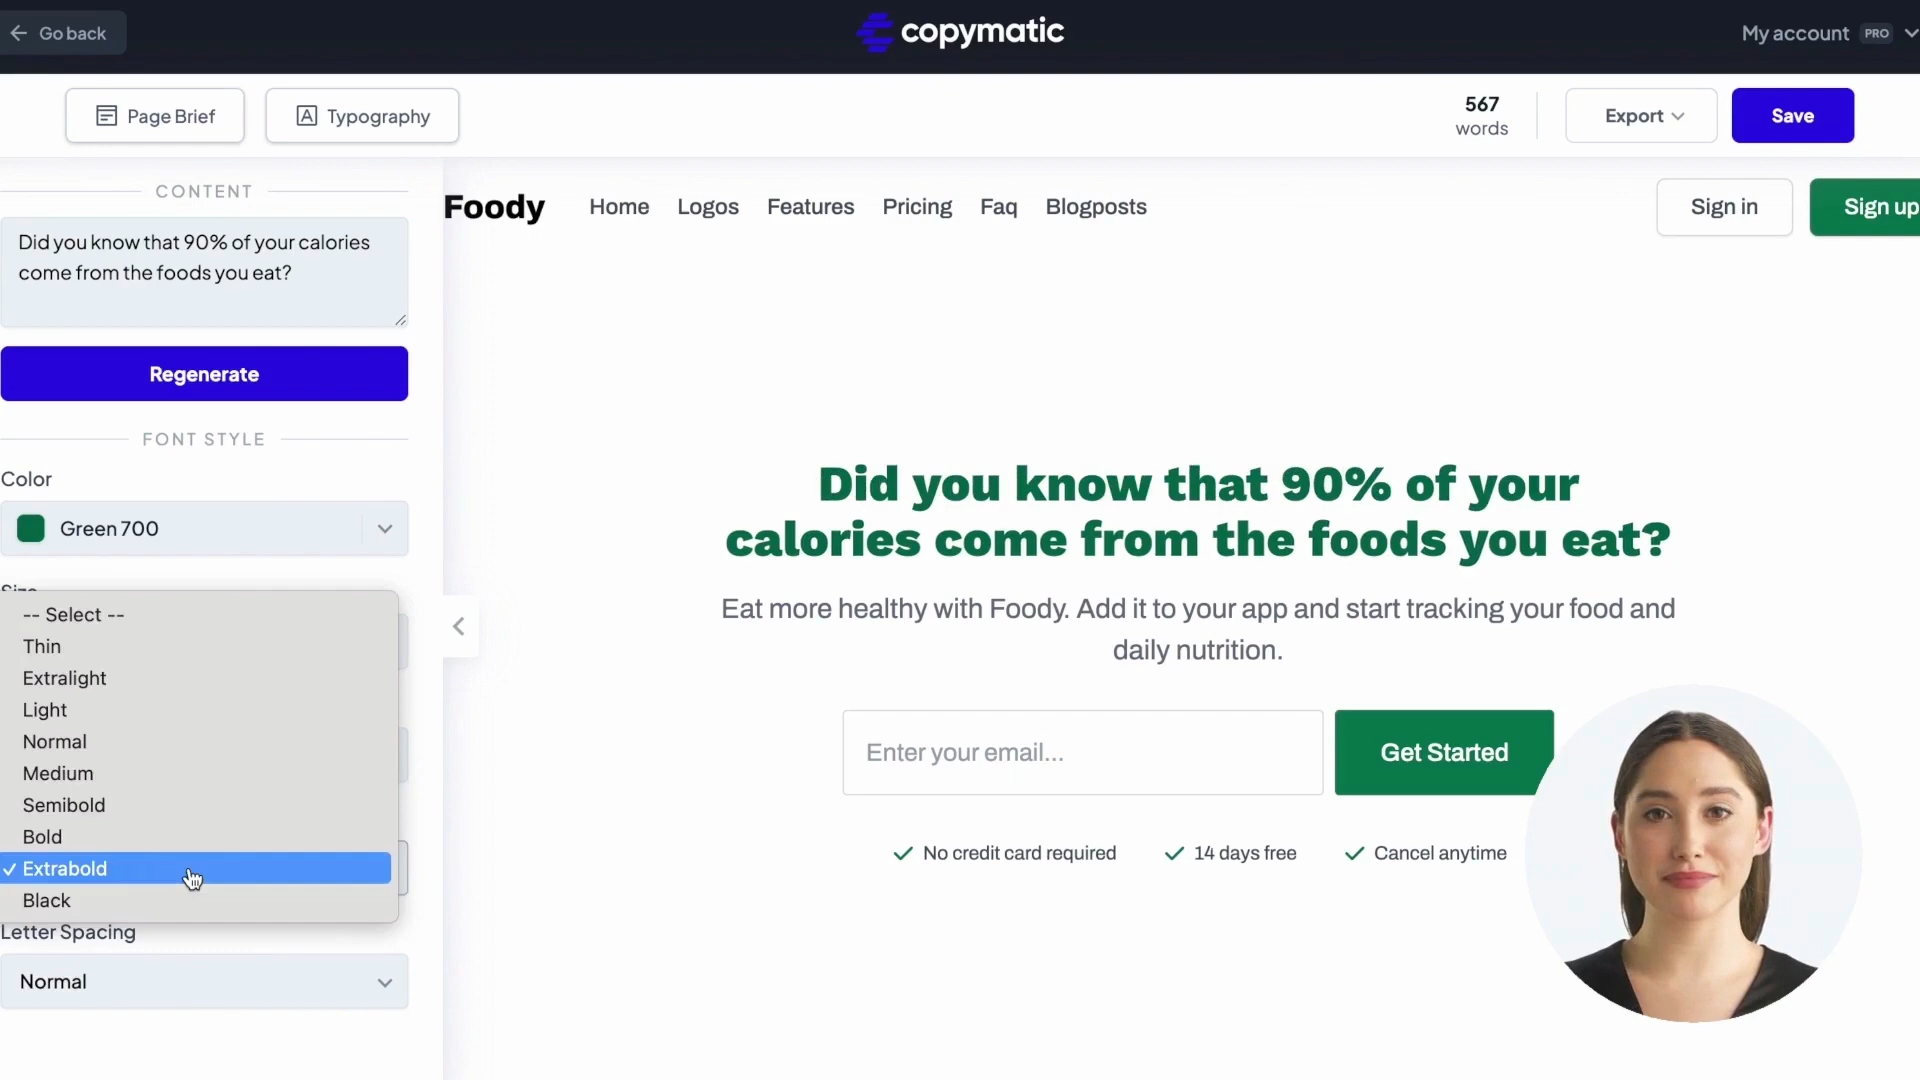 Go back
copymatic
My account PRO
Page Brief
Typography
567
words
Export
Save
CONTENT
Did you know that 90% of your calories
come from the foods you eat?
Regenerate
FONT STYLE
Color
Green 700
Size
-- Select --
Thin
Extralight
Light
Normal
Medium
Semibold
Bold
✓ Extrabold
Black
Letter Spacing
Normal
Foody
Home Logos Features Pricing Faq Blogposts
Sign in
Sign up
Did you know that 90% of your
calories come from the foods you eat?
Eat more healthy with Foody. Add it to your app and start tracking your food and
daily nutrition.
Enter your email...
Get Started
No credit card required
14 days free
Cancel anytime